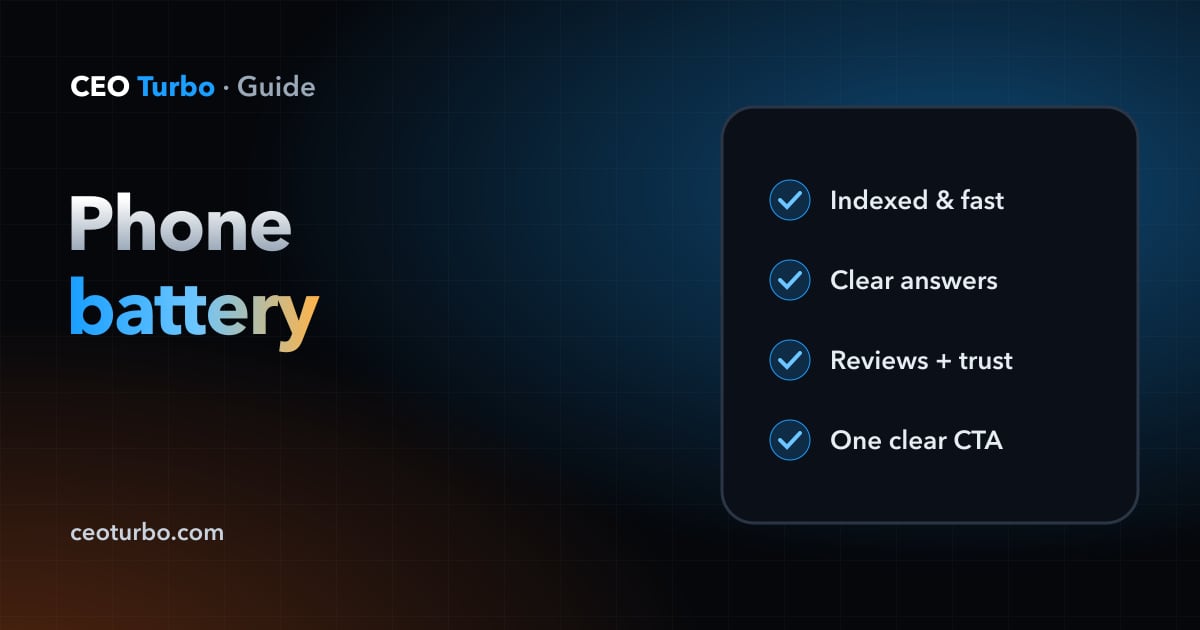 CEO Turbo · Guide
Phone
battery
ceoturbo.com
Indexed & fast
Clear answers
Reviews + trust
One clear CTA